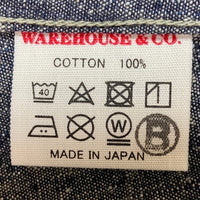 WAREHOUSE & CO.
COTTON 100%
40
W
B
MADE IN JAPAN